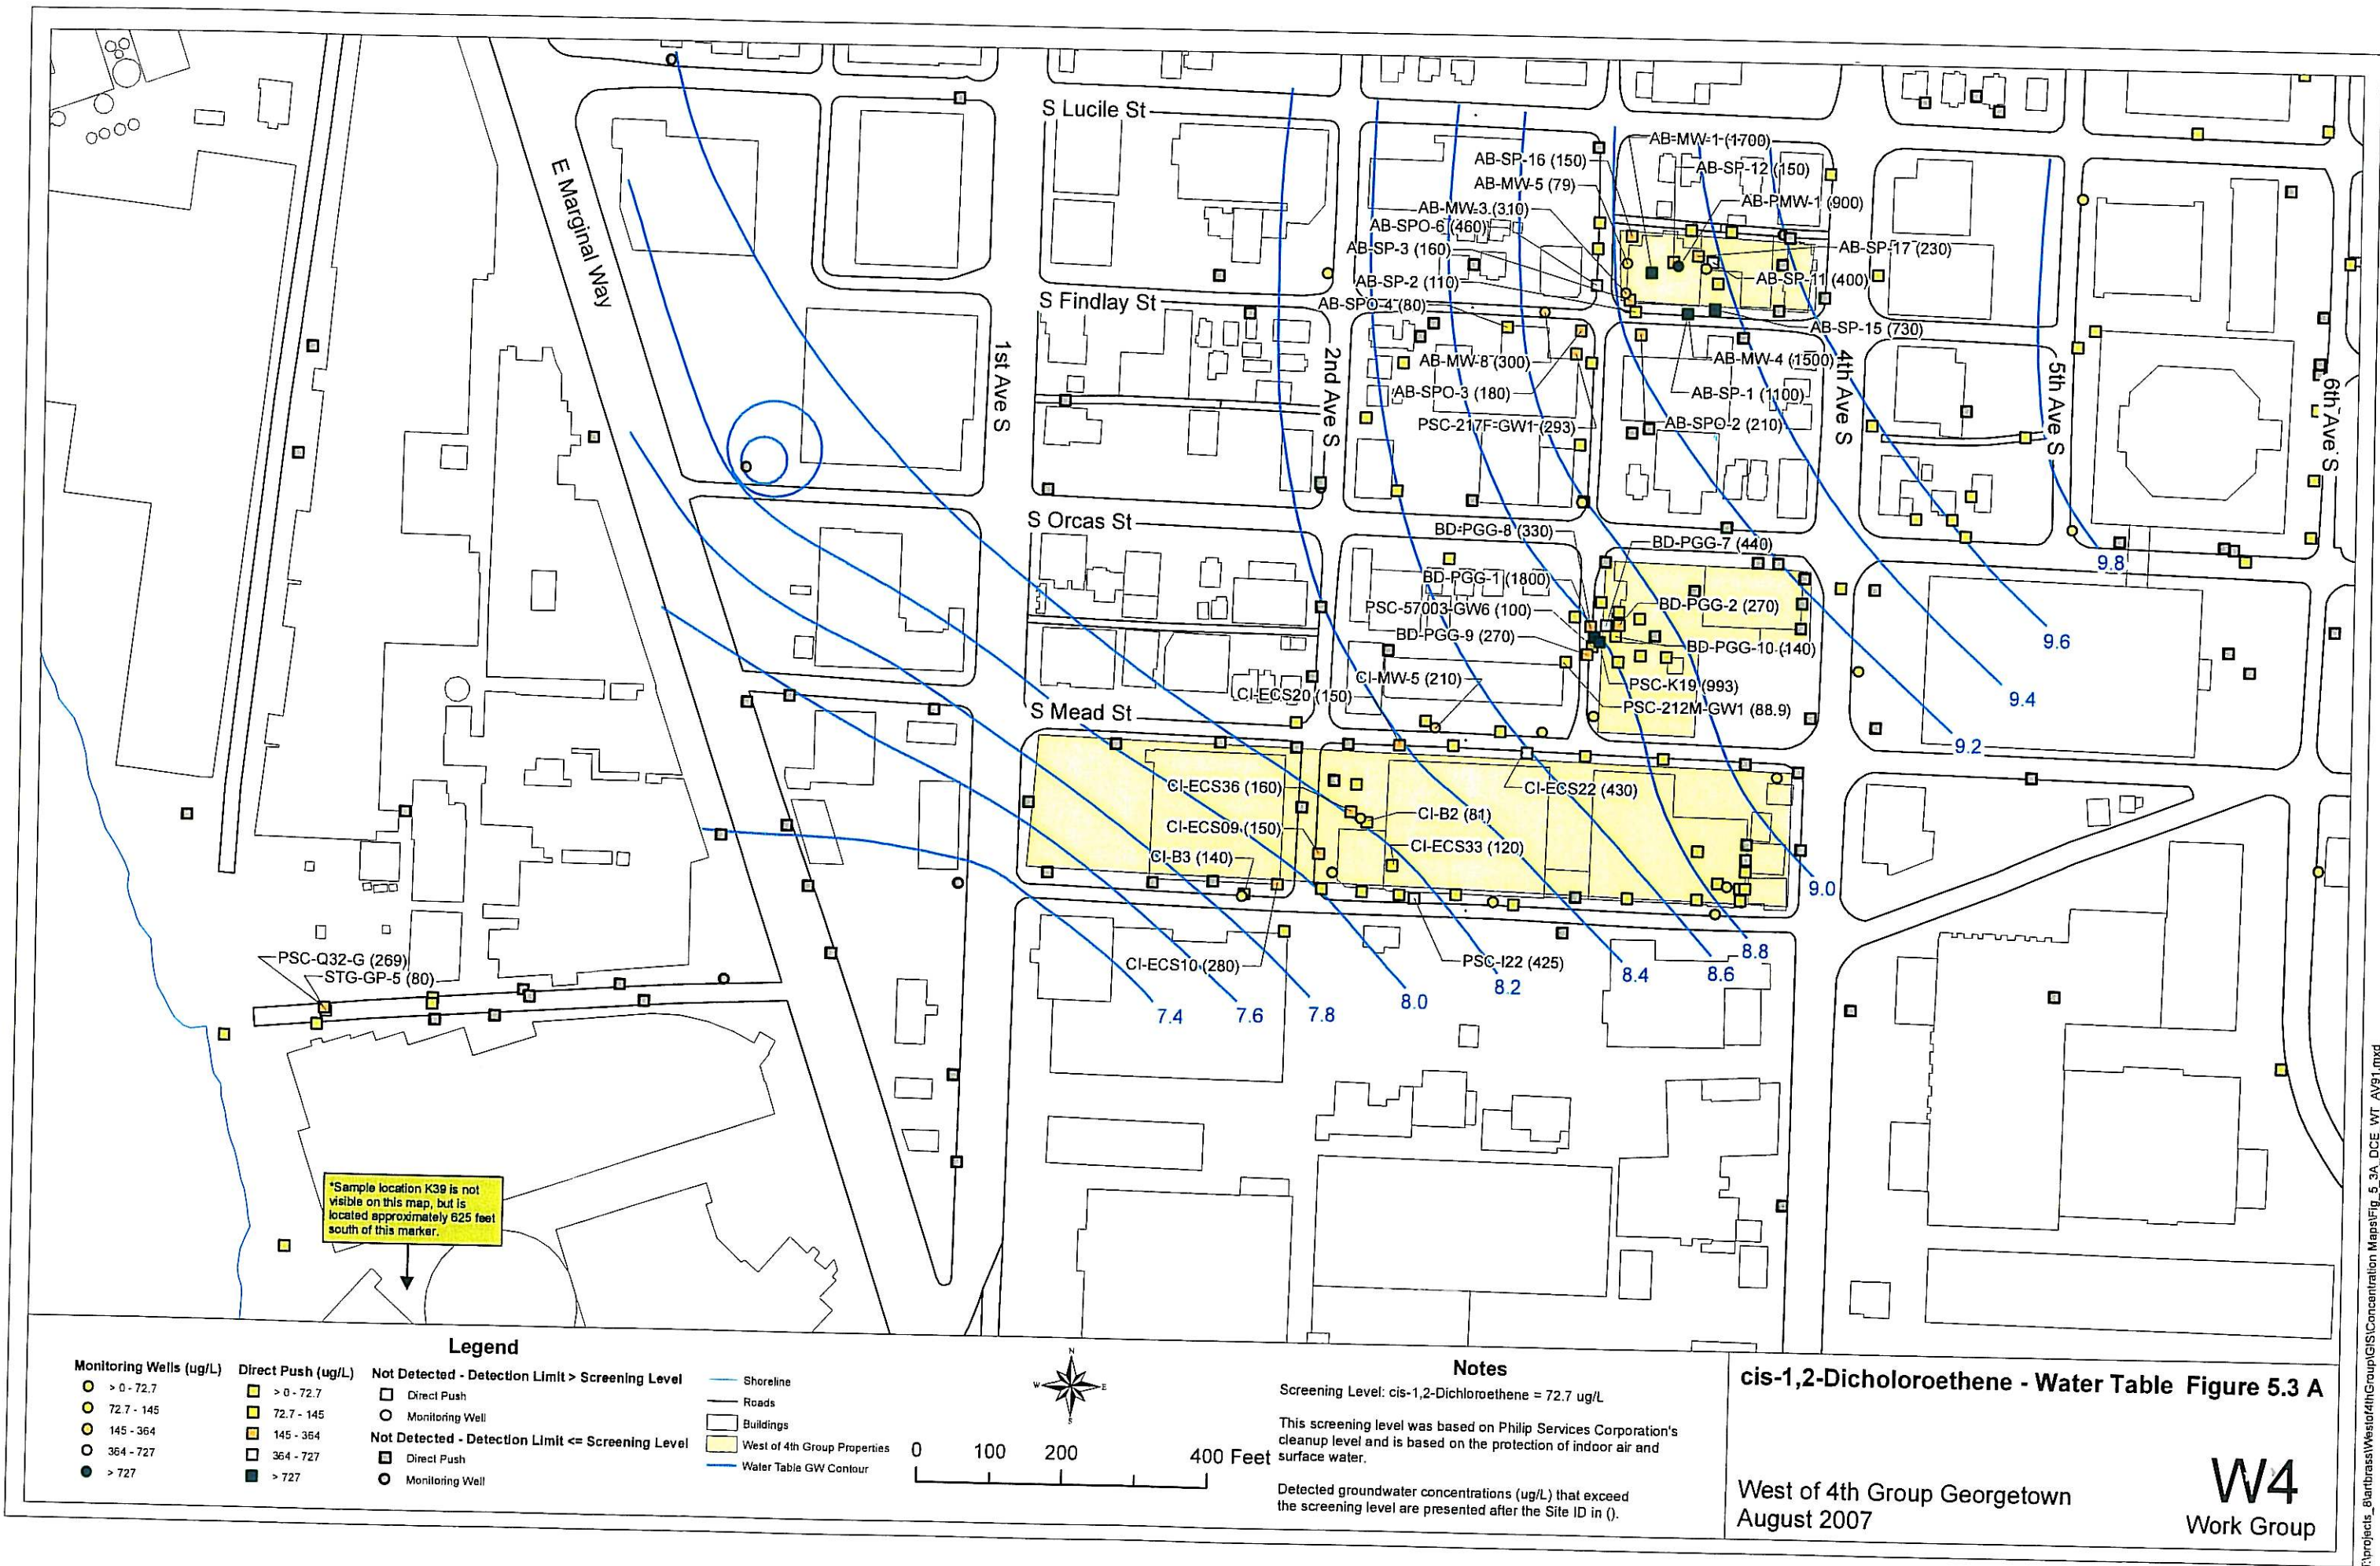 S Lucile St
AB-MW-1 (1700)
AB-SP-16 (150)
AB-SP-12 (150)
AB-MW-5 (79)
AB-PMW-1 (900)
AB-MW-3 (310)
AB-SPO-6 (460)
AB-SP-3 (160)
AB-SP-17 (230)
AB-SP-2 (110)
AB-SP-11 (400)
AB-SPO-4 (80)
S Findlay St
AB-SP-15 (730)
AB-MW-8 (300)
AB-MW-4 (1500)
AB-SPO-3 (180)
AB-SP-1 (1100)
PSC-217F-GW1 (293)
AB-SPO-2 (210)
E Marginal Way
1st Ave S
2nd Ave S
4th Ave S
5th Ave S
6th Ave S
S Orcas St
BD-PGG-8 (330)
BD-PGG-7 (440)
BD-PGG-1 (1800)
PSC-57003-GW6 (100)
BD-PGG-2 (270)
BD-PGG-9 (270)
BD-PGG-10 (140)
CI-MW-5 (210)
PSC-K19 (993)
CI-ECS20 (150)
PSC-212M-GW1 (88.9)
S Mead St
CI-ECS36 (160)
CI-ECS22 (430)
CI-B2 (81)
CI-ECS09 (150)
CI-ECS33 (120)
CI-B3 (140)
CI-ECS10 (280)
PSC-I22 (425)
PSC-Q32-G (269)
STG-GP-5 (80)
9.8
9.6
9.4
9.2
9.0
8.8
8.6
8.4
8.2
8.0
7.8
7.6
7.4
*Sample location K39 is not
visible on this map, but is
located approximately 625 feet
south of this marker.
Legend
Monitoring Wells (ug/L)
> 0 - 72.7
72.7 - 145
145 - 364
364 - 727
> 727
Direct Push (ug/L)
> 0 - 72.7
72.7 - 145
145 - 364
364 - 727
> 727
Not Detected - Detection Limit > Screening Level
Direct Push
Monitoring Well
Not Detected - Detection Limit <= Screening Level
Direct Push
Monitoring Well
Shoreline
Roads
Buildings
West of 4th Group Properties
Water Table GW Contour
N
W E
S
0 100 200 400 Feet
Notes
Screening Level: cis-1,2-Dichloroethene = 72.7 ug/L
This screening level was based on Philip Services Corporation's
cleanup level and is based on the protection of indoor air and
surface water.
Detected groundwater concentrations (ug/L) that exceed
the screening level are presented after the Site ID in ().
cis-1,2-Dicholoroethene - Water Table Figure 5.3 A
West of 4th Group Georgetown
August 2007
W4
Work Group
T:\projects_8\artbrass\Westof4thGroup\GIS\Concentration Maps\Fig_5_3A_DCE_WT_AV91.mxd